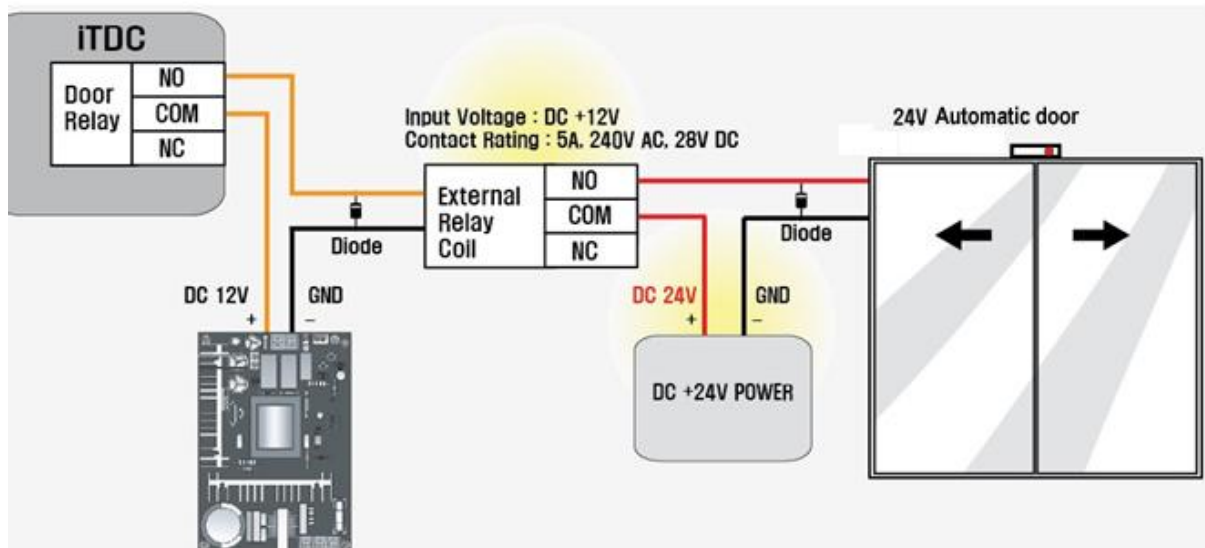 iTDC
Door
Relay
NO
COM
NC
Input Voltage : DC +12V
Contact Rating : 5A, 240V AC, 28V DC
External
Relay
Coil
NO
COM
NC
Diode
DC 12V
GND
+
–
24V Automatic door
Diode
DC 24V
GND
+
–
DC +24V POWER